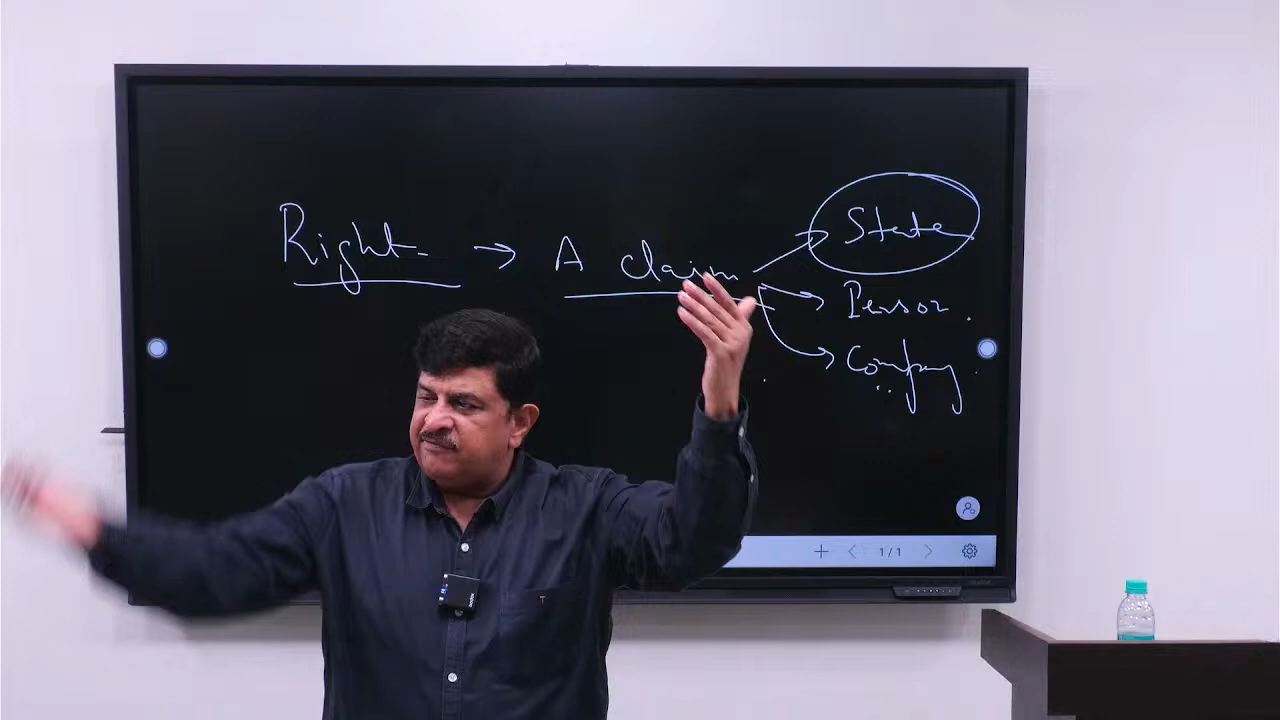 Right → A claim
State
Person
Company
1/1
T